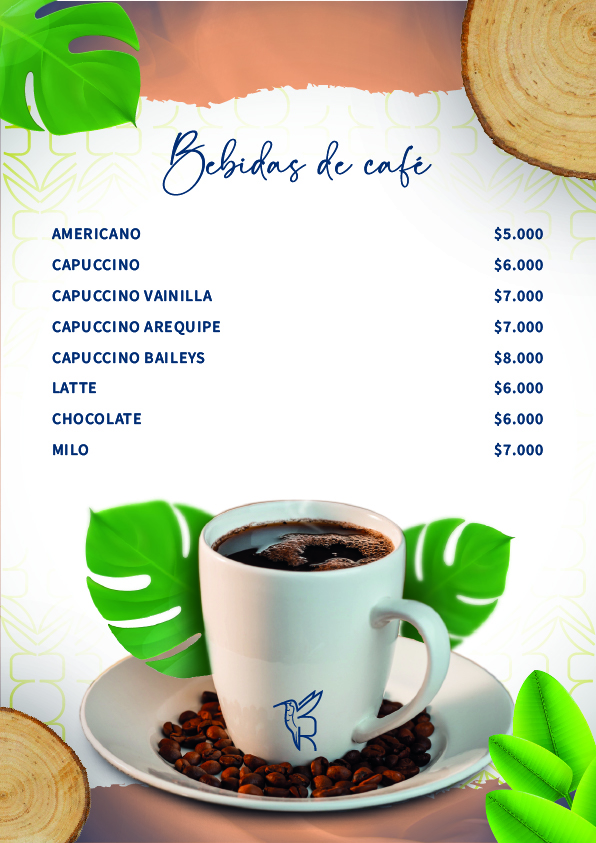 Bebidas de café
AMERICANO $5.000
CAPUCCINO $6.000
CAPUCCINO VAINILLA $7.000
CAPUCCINO AREQUIPE $7.000
CAPUCCINO BAILEYS $8.000
LATTE $6.000
CHOCOLATE $6.000
MILO $7.000